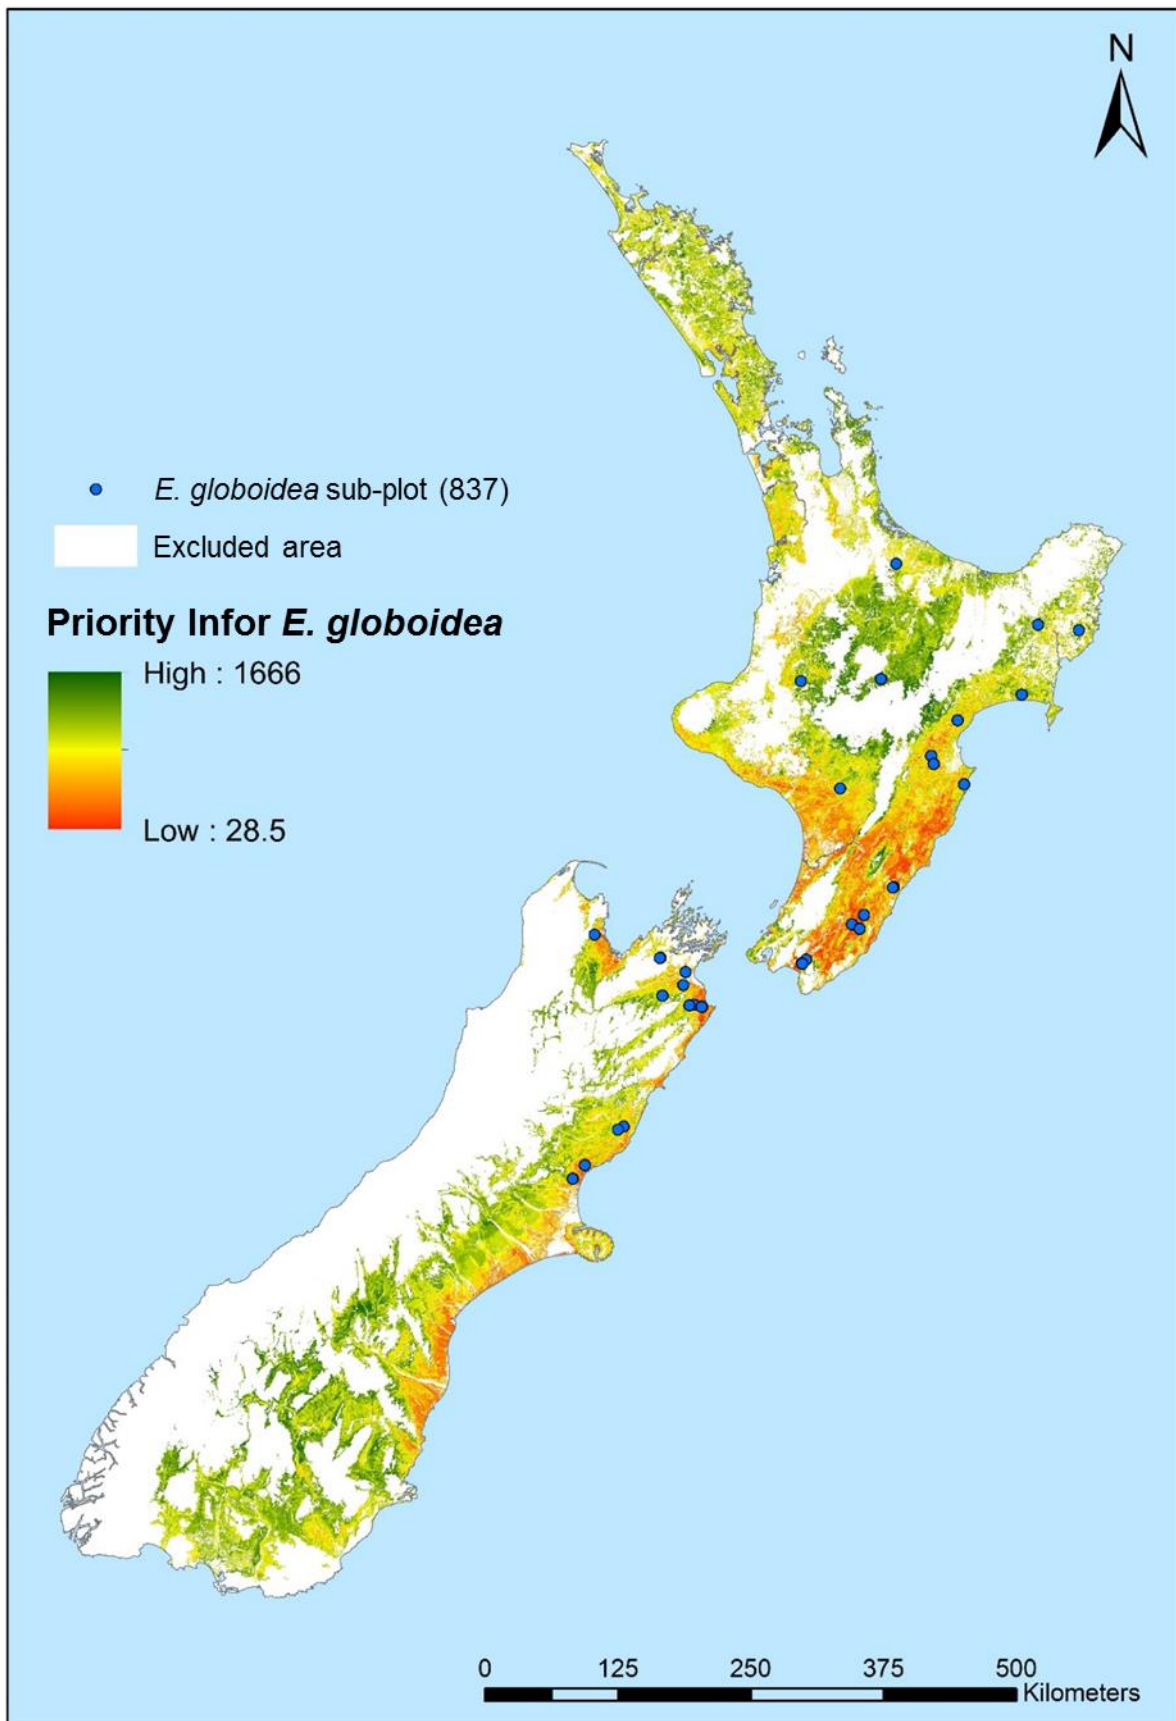 N
E. globoidea sub-plot (837)
Excluded area
Priority Infor E. globoidea
High : 1666
Low : 28.5
0 125 250 375 500
Kilometers